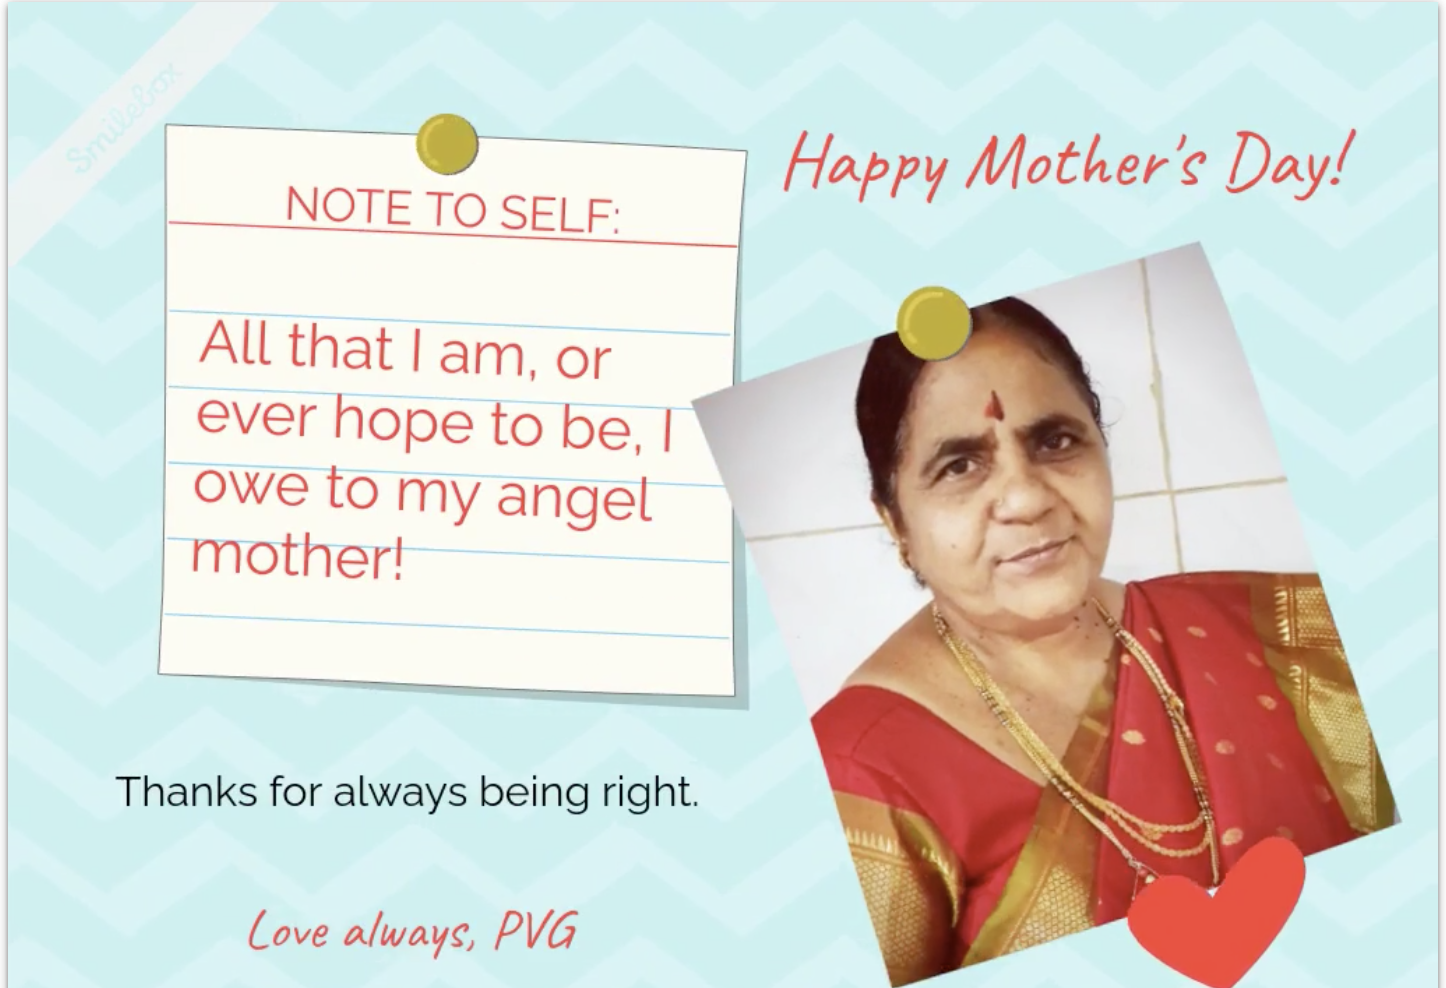 Smilebox
NOTE TO SELF:
All that I am, or
ever hope to be, I
owe to my angel
mother!
Happy Mother's Day!
Thanks for always being right.
Love always, PVG